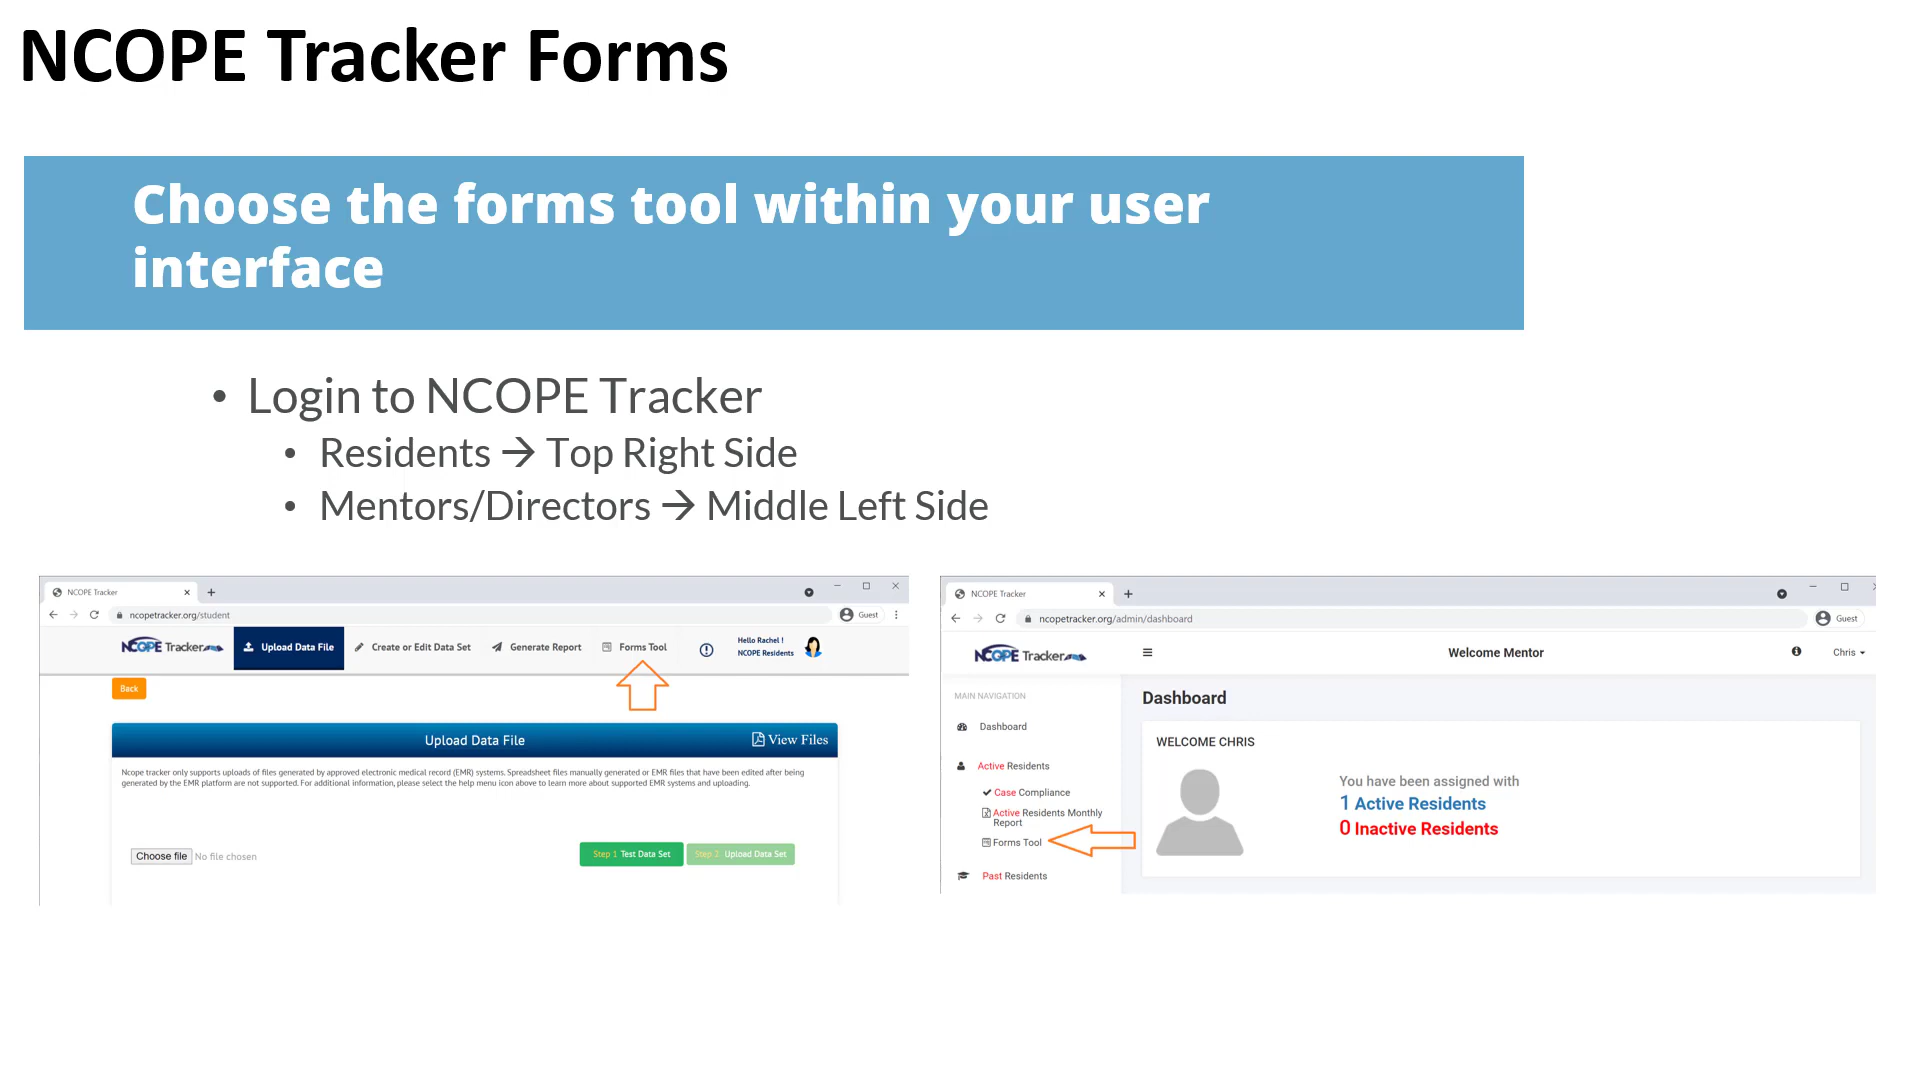 NCOPE Tracker Forms
Choose the forms tool within your user
interface
• Login to NCOPE Tracker
• Residents → Top Right Side
• Mentors/Directors → Middle Left Side
NCOPE Tracker
ncopetracker.org/student
Guest
NCOPE Tracker
Upload Data File
Create or Edit Data Set
Generate Report
Forms Tool
Hello Rachel !
NCOPE Residents
Back
Upload Data File
View Files
Ncope tracker only supports uploads of files generated by approved electronic medical record (EMR) systems. Spreadsheet files manually generated or EMR files that have been edited after being
generated by the EMR platform are not supported. For additional information, please select the help menu icon above to learn more about supported EMR systems and uploading.
Choose file No file chosen
Step 1 Test Data Set
Step 2 Upload Data Set
NCOPE Tracker
ncopetracker.org/admin/dashboard
Guest
NCOPE Tracker
Welcome Mentor
Chris
MAIN NAVIGATION
Dashboard
Active Residents
Case Compliance
Active Residents Monthly
Report
Forms Tool
Past Residents
Dashboard
WELCOME CHRIS
You have been assigned with
1 Active Residents
0 Inactive Residents